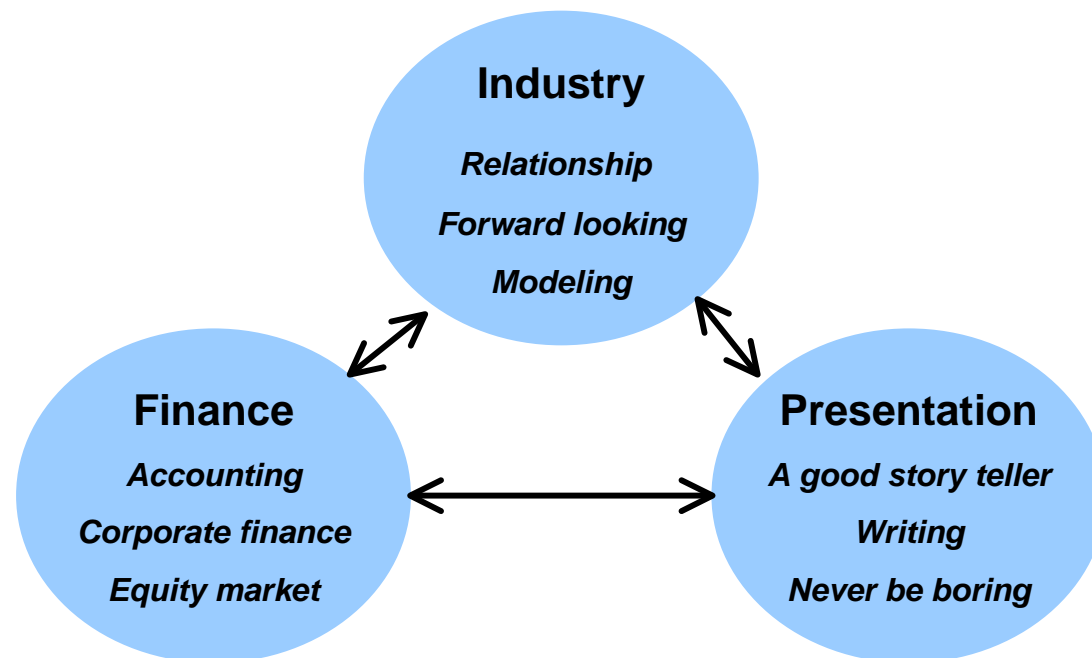 Industry
Relationship
Forward looking
Modeling
Finance
Accounting
Corporate finance
Equity market
Presentation
A good story teller
Writing
Never be boring